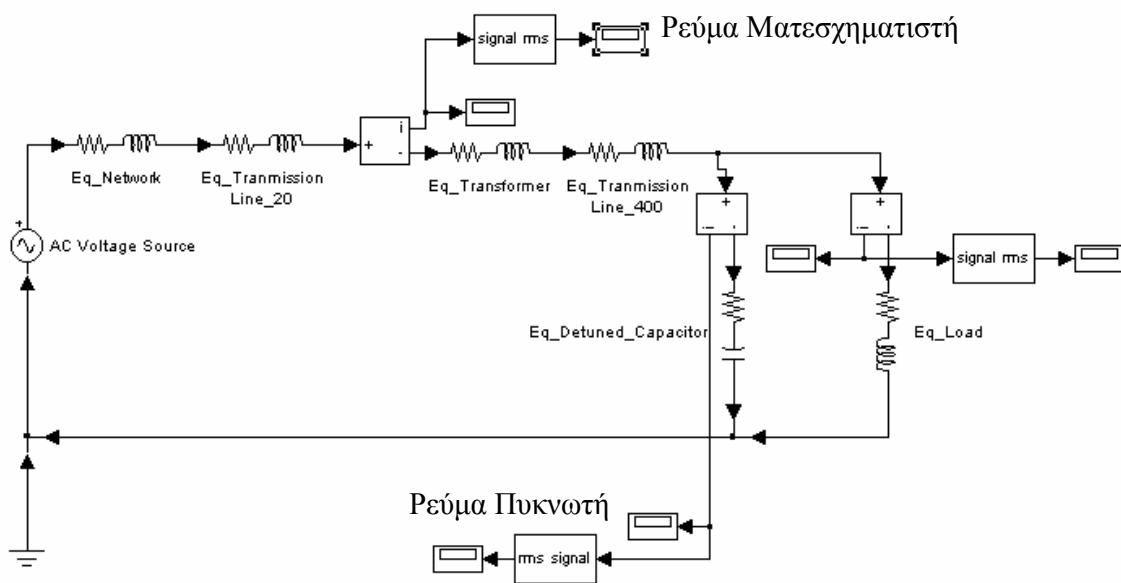 Ρεύμα Ματεσχηματιστή
signal rms
i
+
-
Eq_Network
Eq_Tranmission
Line_20
Eq_Transformer
Eq_Tranmission
Line_400
+
AC Voltage Source
+
i
-
+
i
-
signal rms
Eq_Detuned_Capacitor
Eq_Load
Ρεύμα Πυκνωτή
rms signal